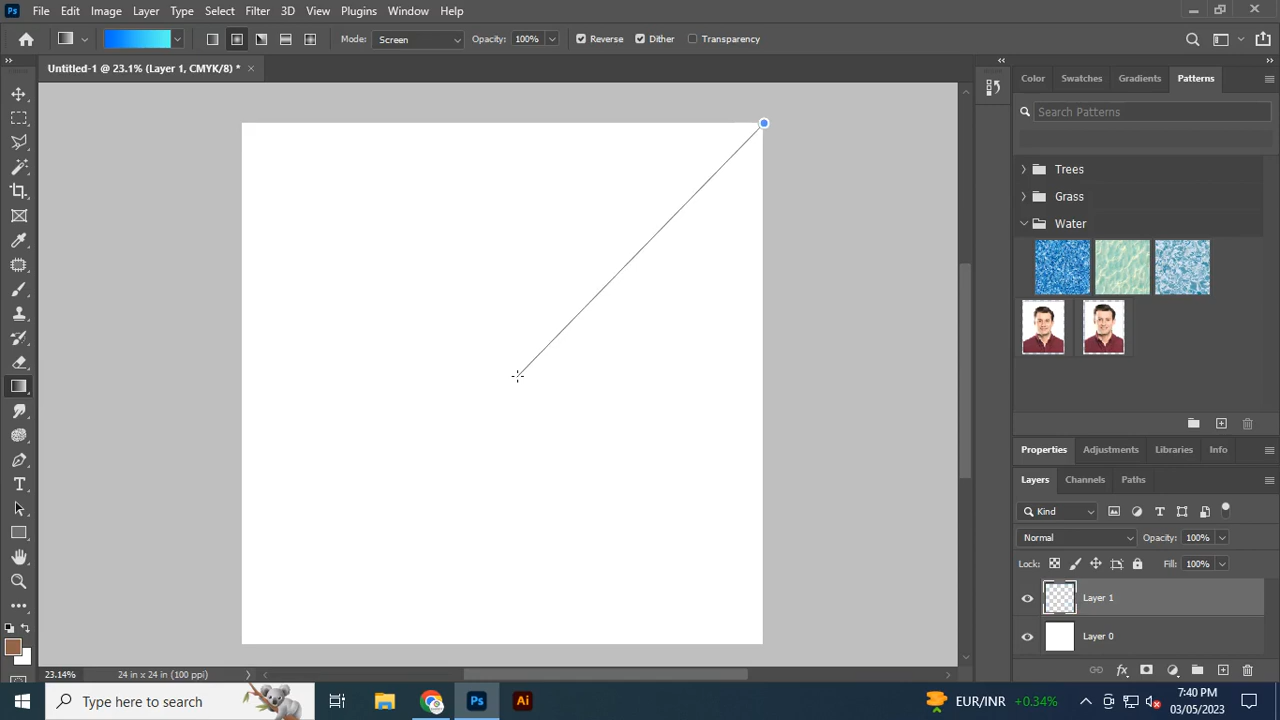 Ps File Edit Image Layer Type Select Filter 3D View Plugins Window Help
Mode: Screen Opacity: 100% Reverse Dither Transparency
Untitled-1 @ 23.1% (Layer 1, CMYK/8) *
Color Swatches Gradients Patterns
Search Patterns
Trees
Grass
Water
Properties Adjustments Libraries Info
Layers Channels Paths
Kind
Normal Opacity: 100%
Lock: Fill: 100%
Layer 1
Layer 0
23.14% 24 in x 24 in (100 ppi)
Type here to search
Ps Ai
EUR/INR +0.34%
7:40 PM
03/05/2023